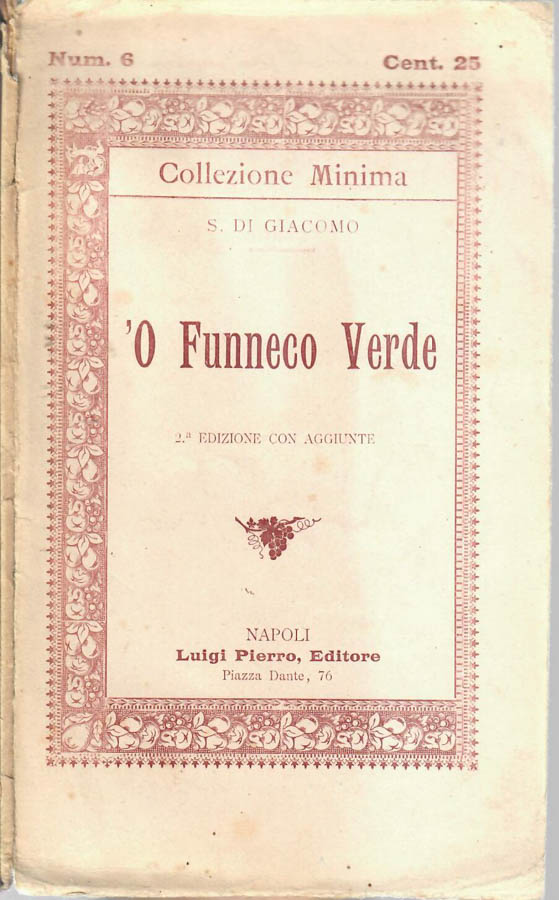 Num. 6 Cent. 25
Collezione Minima
S. DI GIACOMO
'O Funneco Verde
2.ª EDIZIONE CON AGGIUNTE
NAPOLI
Luigi Pierro, Editore
Piazza Dante, 76